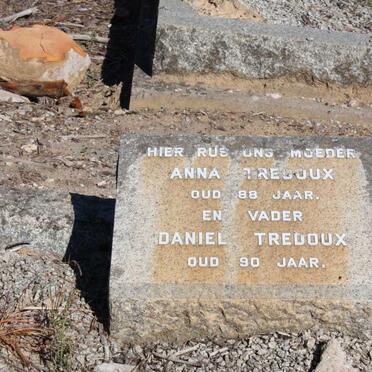 HIER RUS ONS MOEDER
ANNA TREDOUX
OUD 88 JAAR.
EN VADER
DANIEL TREDOUX
OUD 90 JAAR.